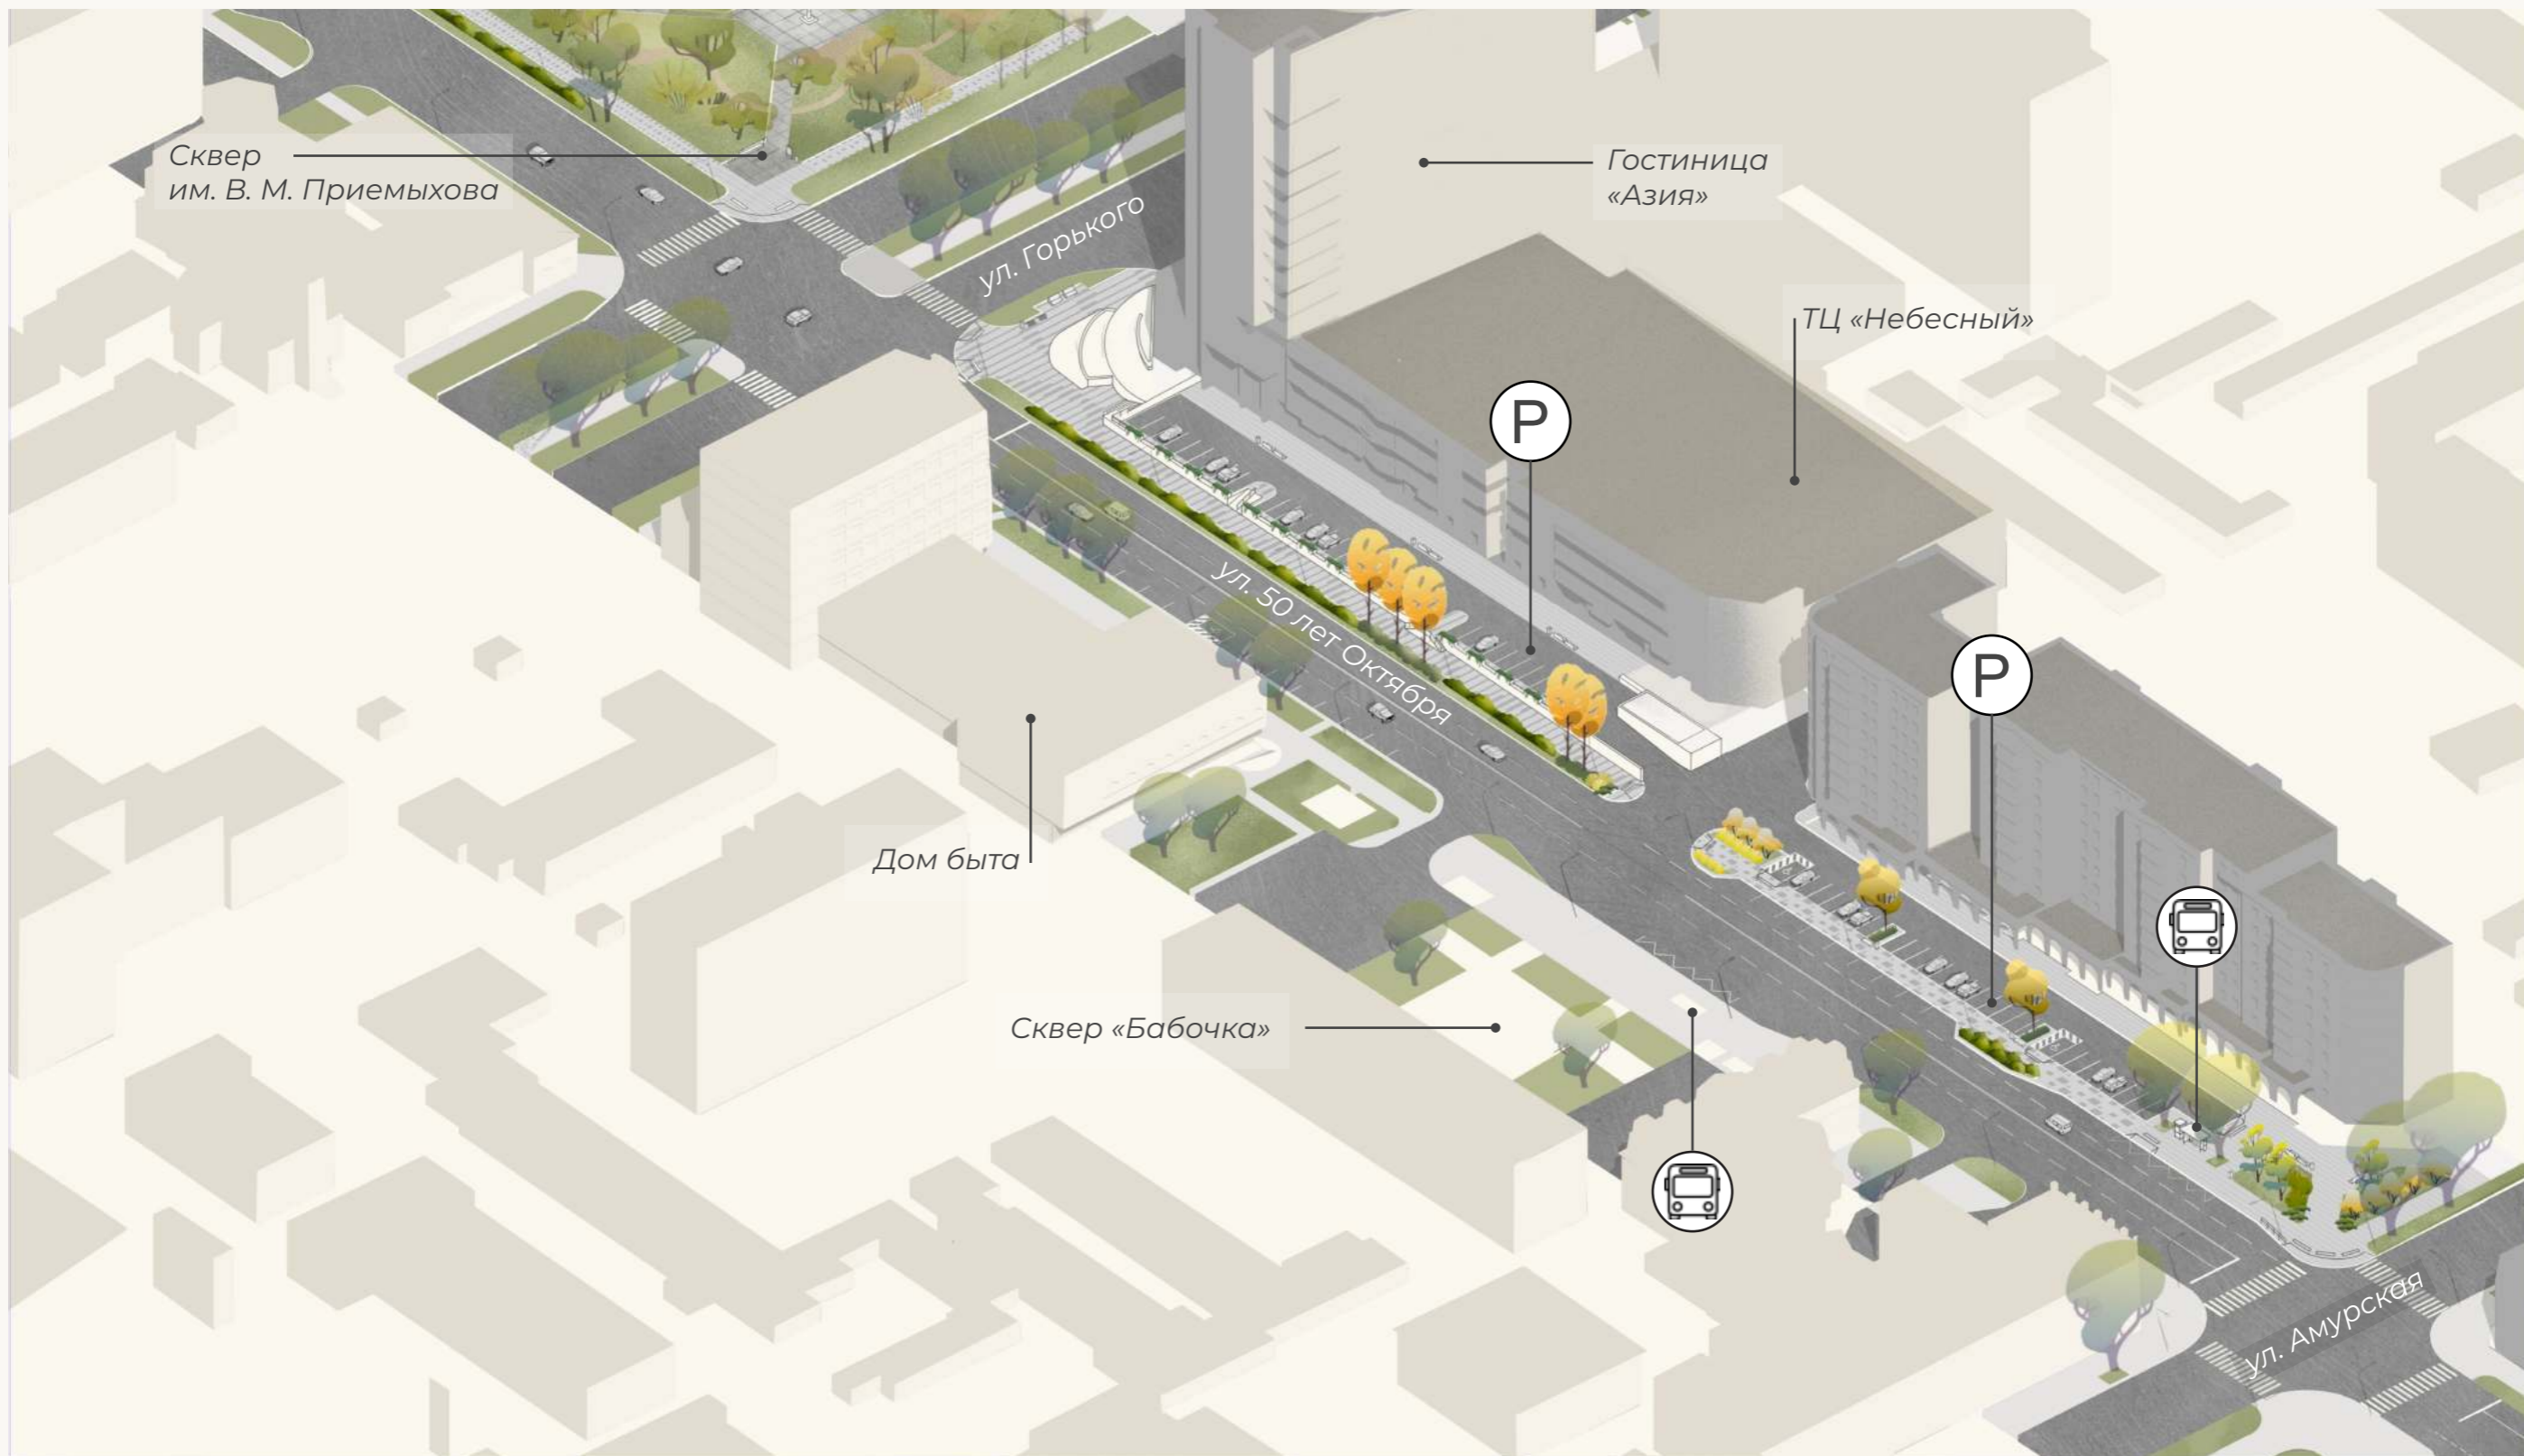 Сквер
им. В. М. Приемыхова
Гостиница
«Азия»
ул. Горького
ТЦ «Небесный»
P
ул. 50 лет Октября
P
Дом быта
Сквер «Бабочка»
ул. Амурская